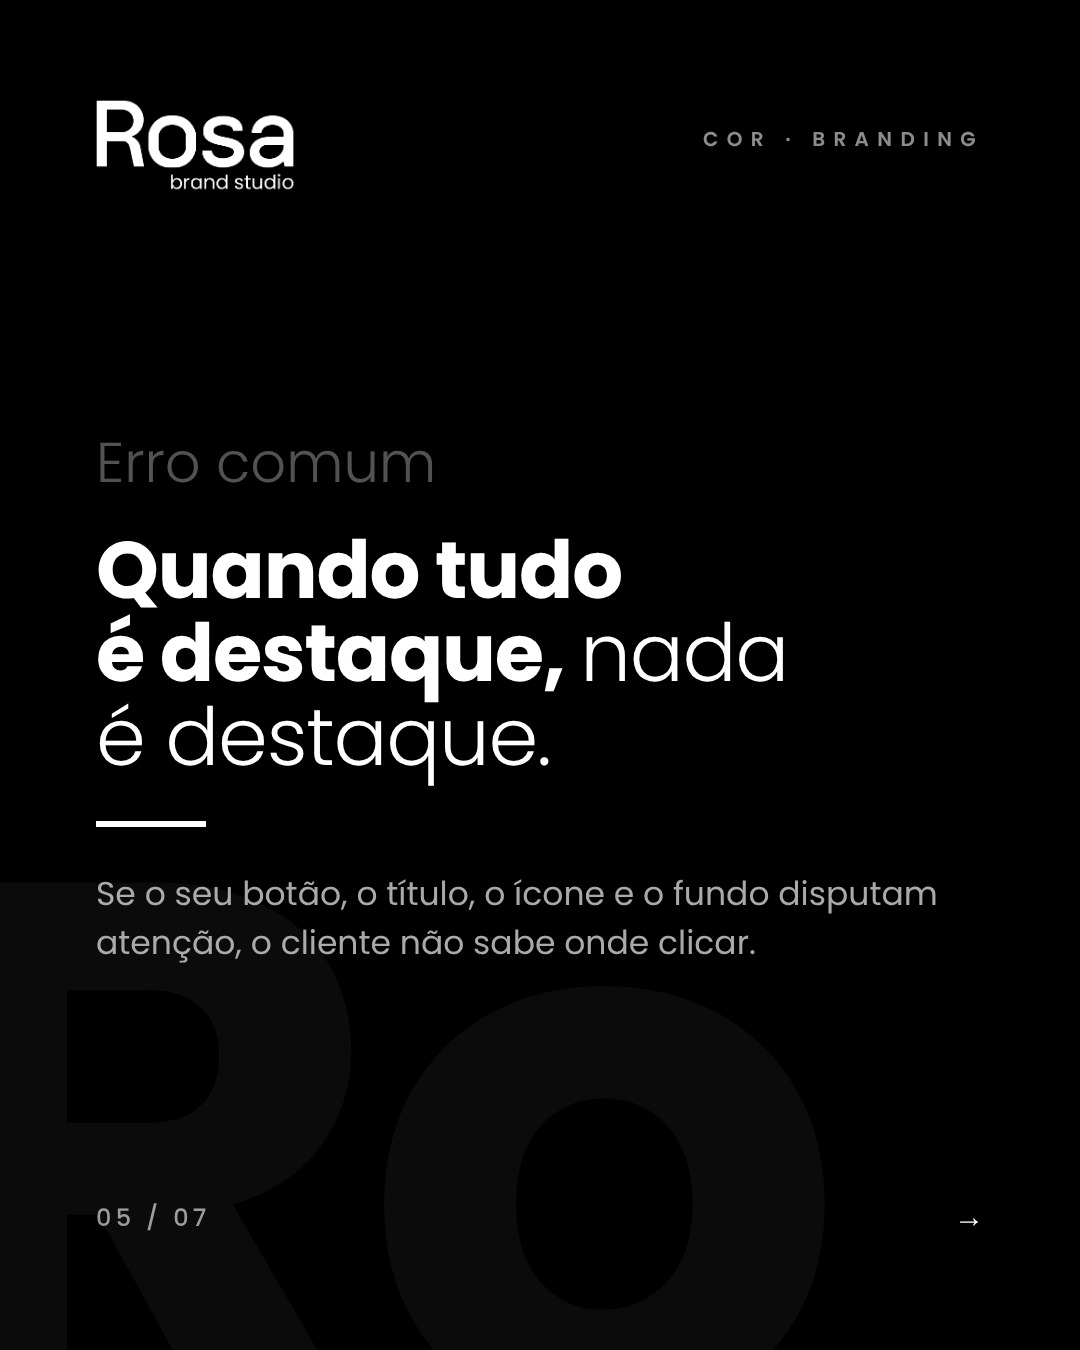 Rosa
brand studio
COR · BRANDING
Erro comum
Quando tudo
é destaque, nada
é destaque.
Se o seu botão, o título, o ícone e o fundo disputam
atenção, o cliente não sabe onde clicar.
Ro
05 / 07
→